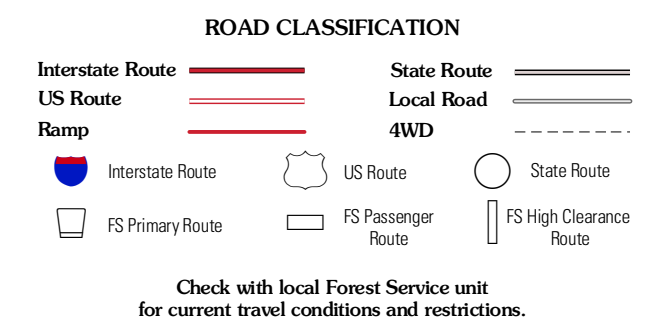 ROAD CLASSIFICATION
Interstate Route
State Route
US Route
Local Road
Ramp
4WD
Interstate Route
US Route
State Route
FS Primary Route
FS Passenger
Route
FS High Clearance
Route
Check with local Forest Service unit
for current travel conditions and restrictions.